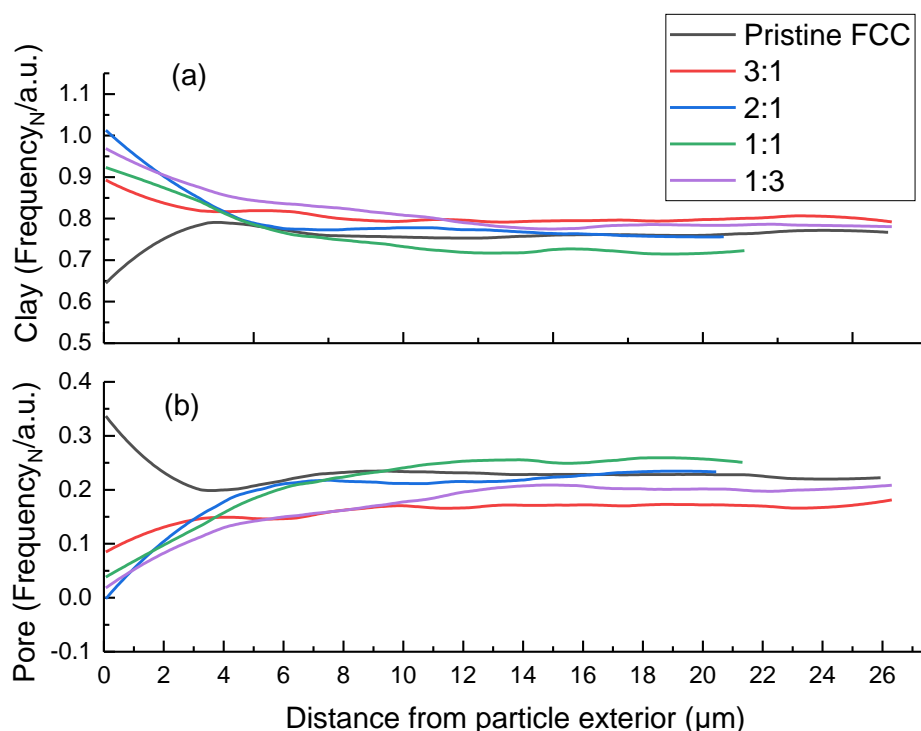 Pristine FCC
3:1
2:1
1:1
1:3
(a)
Clay (Frequency_N/a.u.)
1.1
1.0
0.9
0.8
0.7
0.6
0.5
(b)
Pore (Frequency_N/a.u.)
0.4
0.3
0.2
0.1
0.0
-0.1
0 2 4 6 8 10 12 14 16 18 20 22 24 26
Distance from particle exterior (μm)